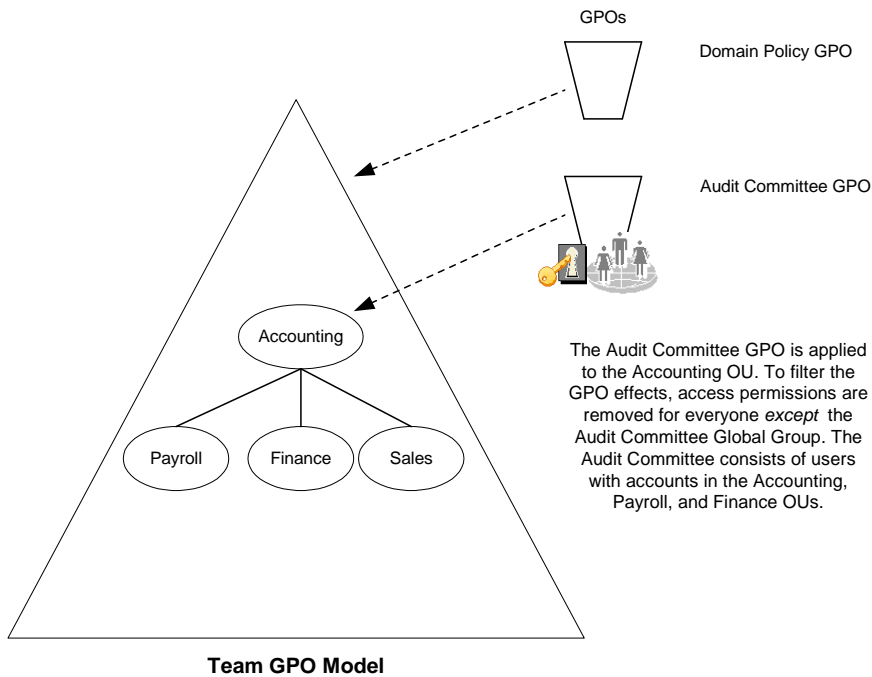 GPOs
Domain Policy GPO
Audit Committee GPO
Accounting
Payroll
Finance
Sales
The Audit Committee GPO is applied
to the Accounting OU. To filter the
GPO effects, access permissions are
removed for everyone except the
Audit Committee Global Group. The
Audit Committee consists of users
with accounts in the Accounting,
Payroll, and Finance OUs.
Team GPO Model